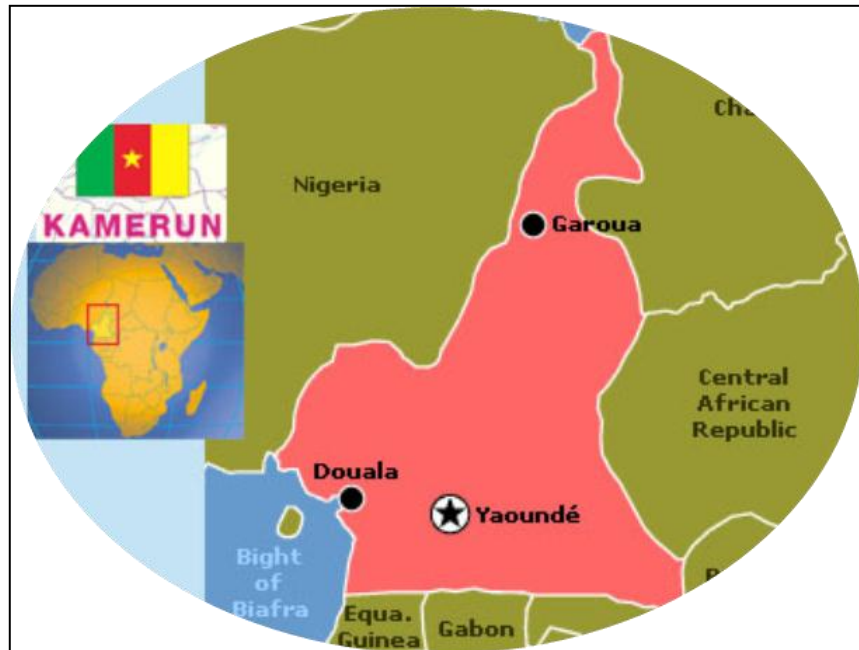 Nigeria
KAMERUN
Garoua
Central
African
Republic
Douala
Yaoundé
Bight
of
Biafra
Equa.
Guinea
Gabon